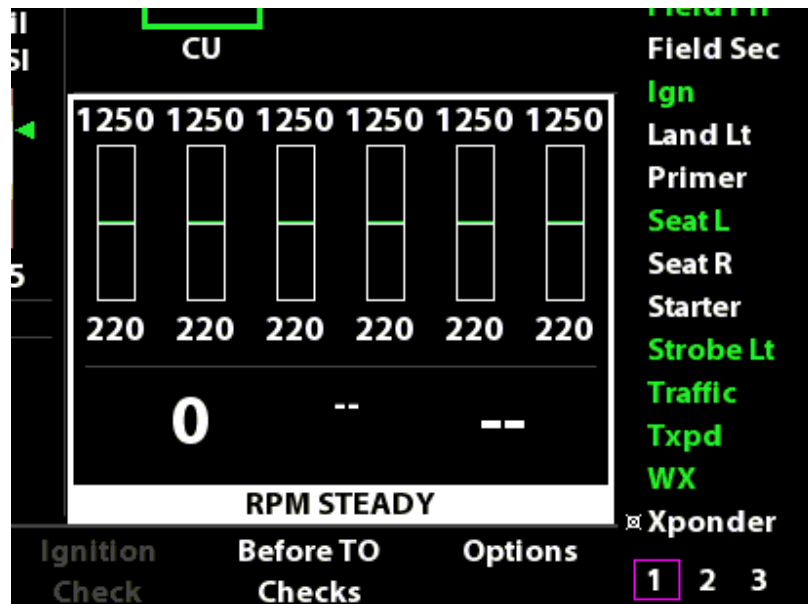 CU
1250 1250 1250 1250 1250 1250
220 220 220 220 220 220
0 -- --
RPM STEADY
Ignition Check
Before TO Checks
Options
Field Sec
Ign
Land Lt
Primer
Seat L
Seat R
Starter
Strobe Lt
Traffic
Txpd
WX
Xponder
1 2 3
5